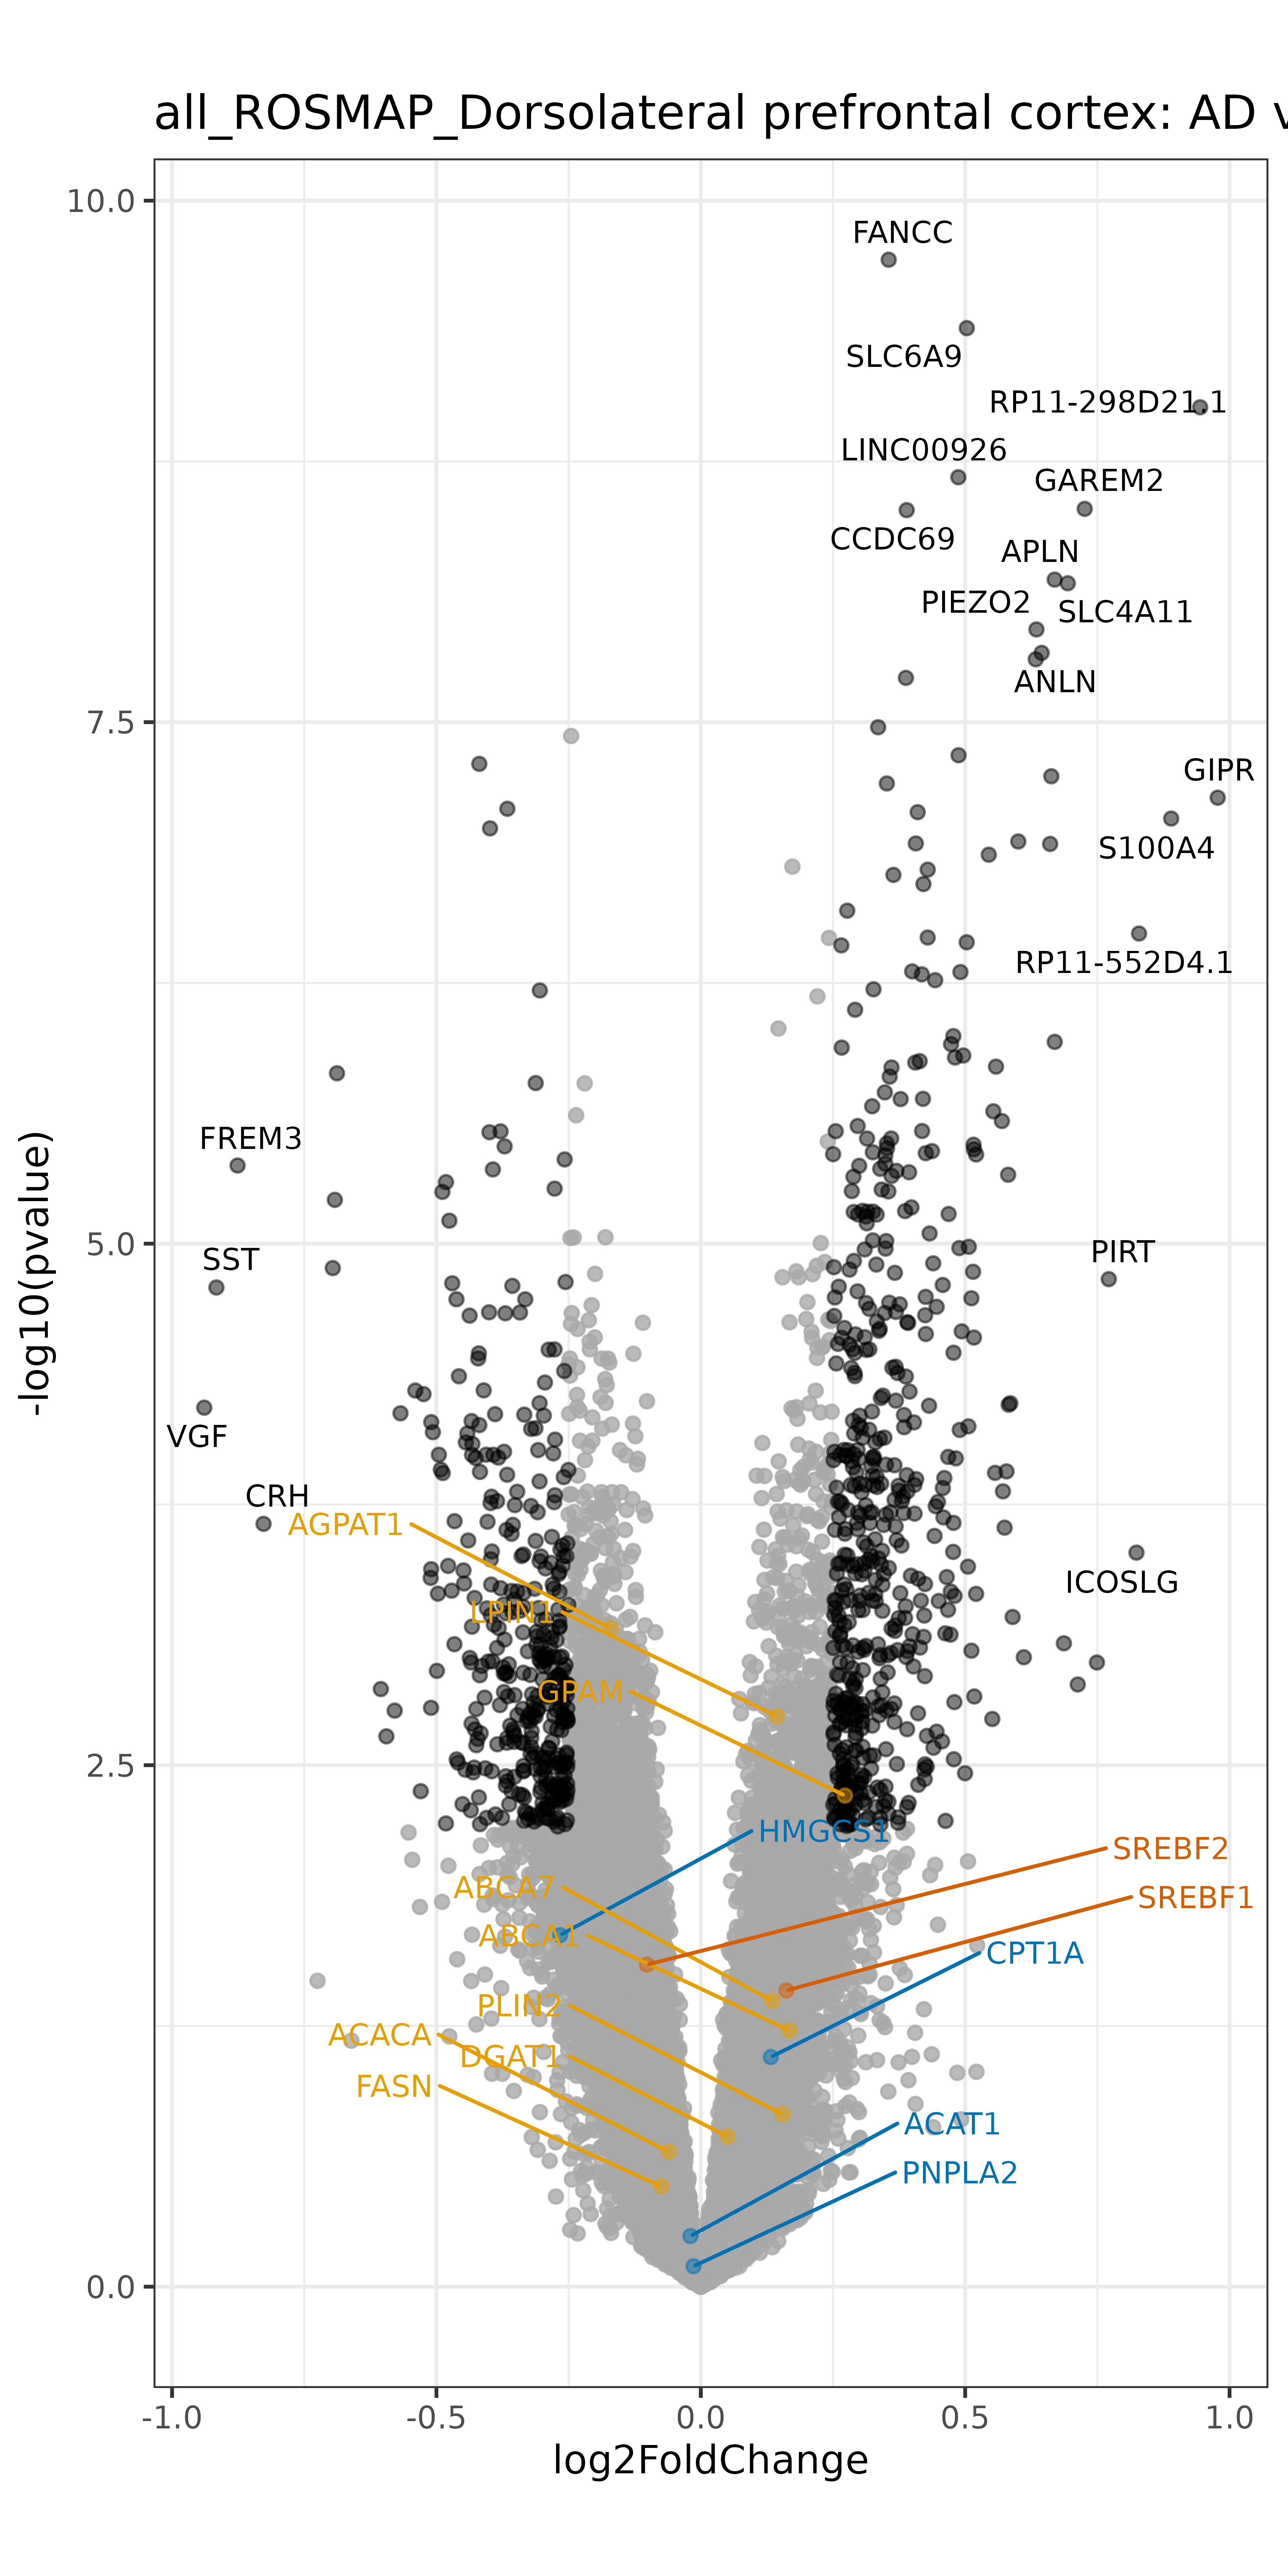 all_ROSMAP_Dorsolateral prefrontal cortex: AD v
10.0
FANCC
SLC6A9
RP11-298D21.1
LINC00926
GAREM2
CCDC69
APLN
PIEZO2
SLC4A11
ANLN
7.5
GIPR
S100A4
RP11-552D4.1
FREM3
-log10(pvalue)
5.0
SST
PIRT
VGF
CRH
AGPAT1
ICOSLG
LPIN1
GPAM
2.5
HMGCS1
SREBF2
ABCA7
SREBF1
ABCA1
CPT1A
PLIN2
ACACA
DGAT1
FASN
ACAT1
PNPLA2
0.0
-1.0 -0.5 0.0 0.5 1.0
log2FoldChange